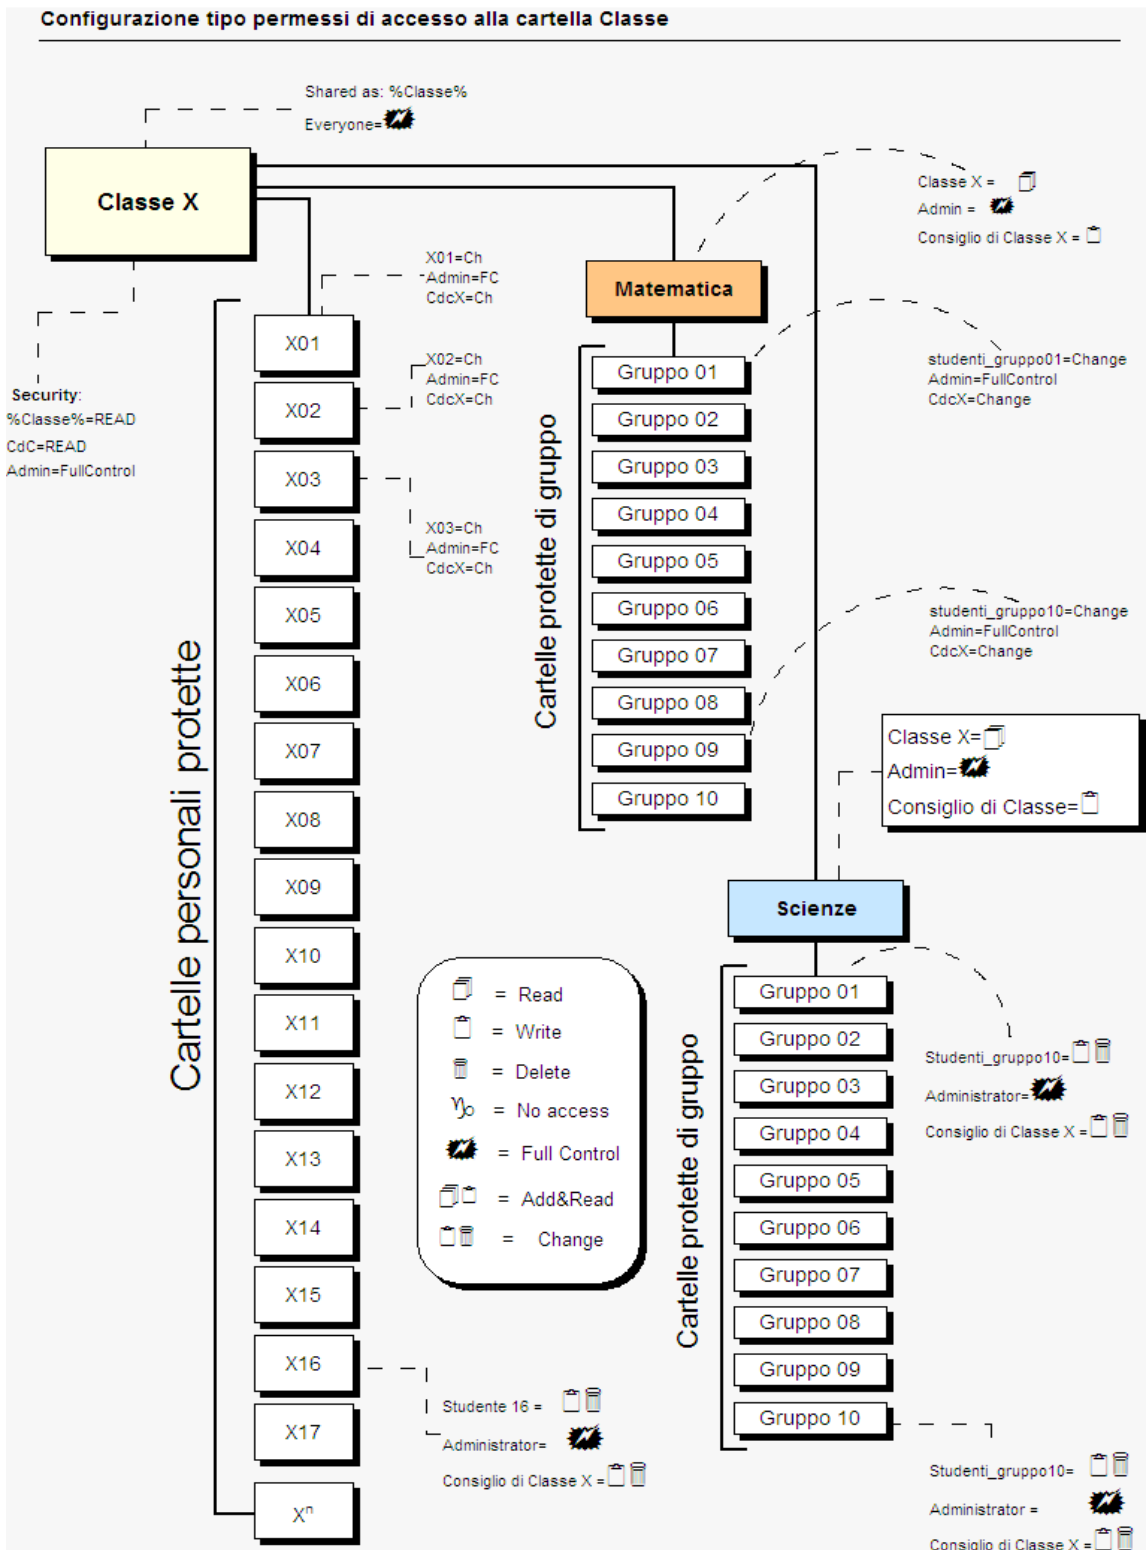 Configurazione tipo permessi di accesso alla cartella Classe
Shared as: %Classe%
Everyone=
Classe X
Classe X =
Admin =
Consiglio di Classe X =
X01=Ch
Admin=FC
CdcX=Ch
Matematica
Security:
%Classe%=READ
CdC=READ
Admin=FullControl
Cartelle personali protette
X01
X02
X03
X04
X05
X06
X07
X08
X09
X10
X11
X12
X13
X14
X15
X16
X17
Xⁿ
X02=Ch
Admin=FC
CdcX=Ch
X03=Ch
Admin=FC
CdcX=Ch
Studente 16 =
Administrator=
Consiglio di Classe X =
Cartelle protette di gruppo
Gruppo 01
Gruppo 02
Gruppo 03
Gruppo 04
Gruppo 05
Gruppo 06
Gruppo 07
Gruppo 08
Gruppo 09
Gruppo 10
studenti_gruppo01=Change
Admin=FullControl
CdcX=Change
studenti_gruppo10=Change
Admin=FullControl
CdcX=Change
Classe X=
Admin=
Consiglio di Classe=
Scienze
Cartelle protette di gruppo
Gruppo 01
Gruppo 02
Gruppo 03
Gruppo 04
Gruppo 05
Gruppo 06
Gruppo 07
Gruppo 08
Gruppo 09
Gruppo 10
Studenti_gruppo10=
Administrator=
Consiglio di Classe X =
Studenti_gruppo10=
Administrator =
Consiglio di Classe X =
= Read
= Write
= Delete
= No access
= Full Control
= Add&Read
= Change